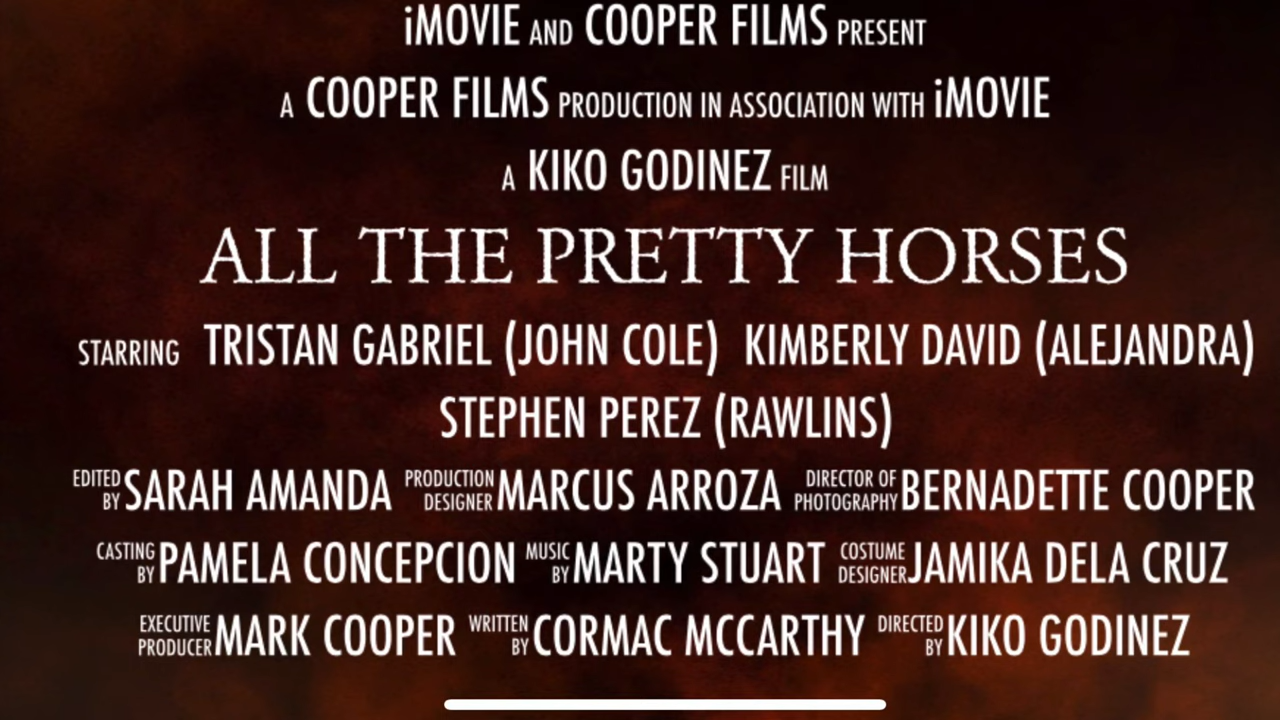 iMOVIE AND COOPER FILMS PRESENT
A COOPER FILMS PRODUCTION IN ASSOCIATION WITH iMOVIE
A KIKO GODINEZ FILM
ALL THE PRETTY HORSES
STARRING TRISTAN GABRIEL (JOHN COLE) KIMBERLY DAVID (ALEJANDRA)
STEPHEN PEREZ (RAWLINS)
EDITED BY SARAH AMANDA PRODUCTION DESIGNER MARCUS ARROZA DIRECTOR OF PHOTOGRAPHY BERNADETTE COOPER
CASTING BY PAMELA CONCEPCION MUSIC BY MARTY STUART COSTUME DESIGNER JAMIKA DELA CRUZ
EXECUTIVE PRODUCER MARK COOPER WRITTEN BY CORMAC MCCARTHY DIRECTED BY KIKO GODINEZ